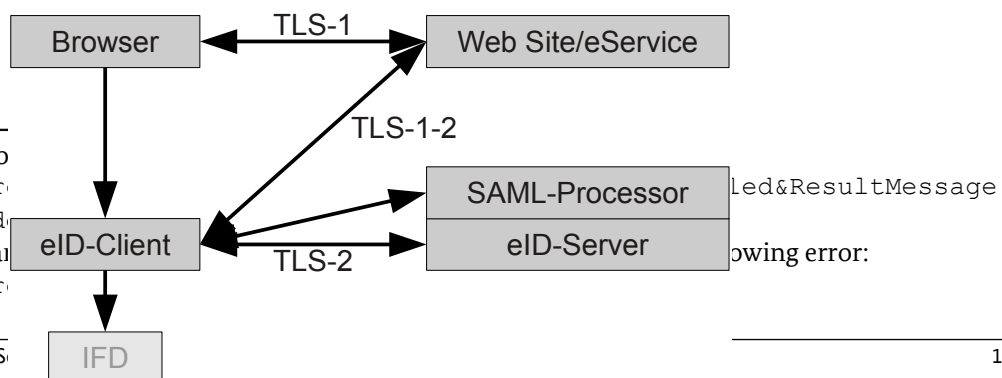 Browser
TLS-1
Web Site/eService
TLS-1-2
SAML-Processor
led&ResultMessage
eID-Client
TLS-2
eID-Server
owing error:
IFD
1